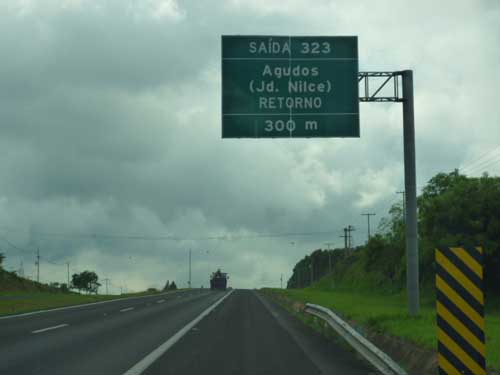 SAÍDA 323
Agudos
(Jd. Nilce)
RETORNO
300 m